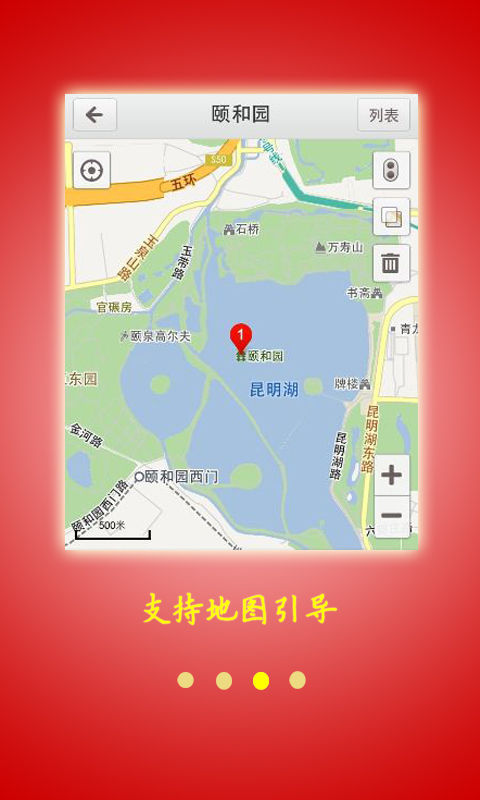 颐和园
列表
S50
五环
号线
石桥
万寿山
玉泉山路
玉带路
官碾房
书斋
颐泉高尔夫
1
颐和园
青龙
东园
牌楼
昆明湖
昆明湖东路
金河路
昆明湖路
颐和园西门
颐和园西门路
500米
支持地图引导